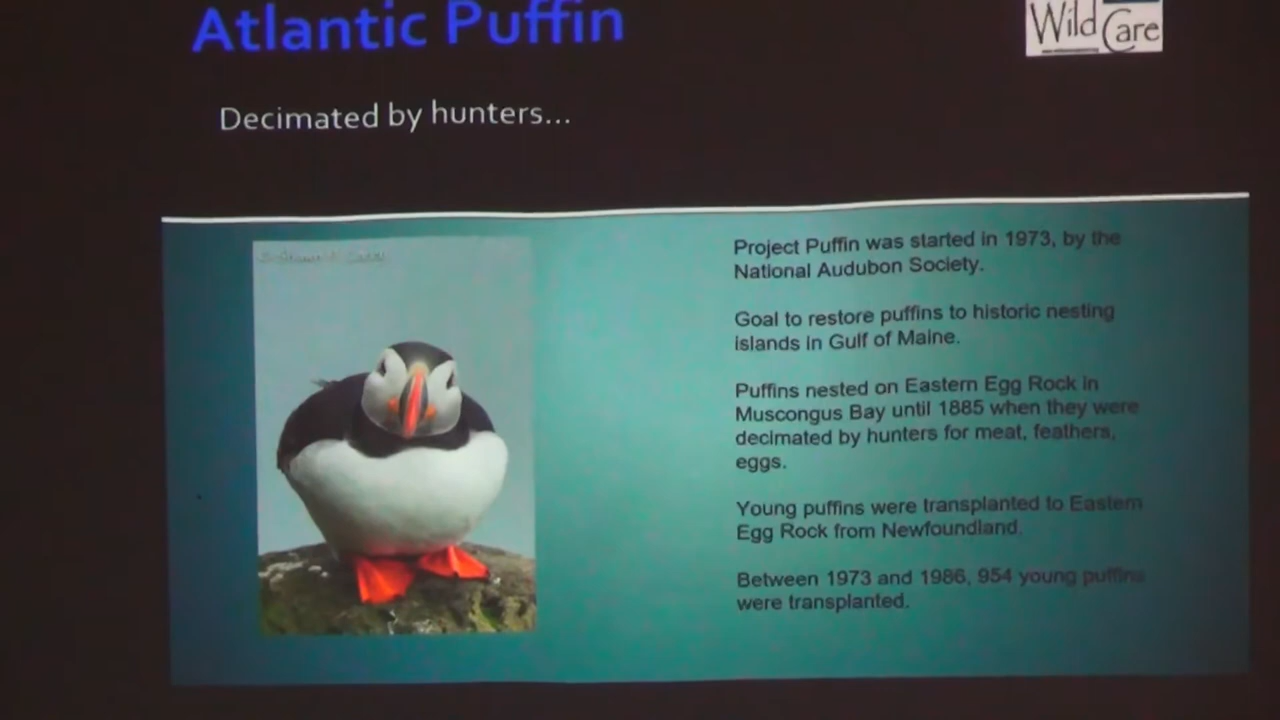 Atlantic Puffin
Wild Care
Decimated by hunters...
Project Puffin was started in 1973, by the
National Audubon Society.
Goal to restore puffins to historic nesting
islands in Gulf of Maine.
Puffins nested on Eastern Egg Rock in
Muscongus Bay until 1885 when they were
decimated by hunters for meat, feathers,
eggs.
Young puffins were transplanted to Eastern
Egg Rock from Newfoundland.
Between 1973 and 1986, 954 young puffins
were transplanted.